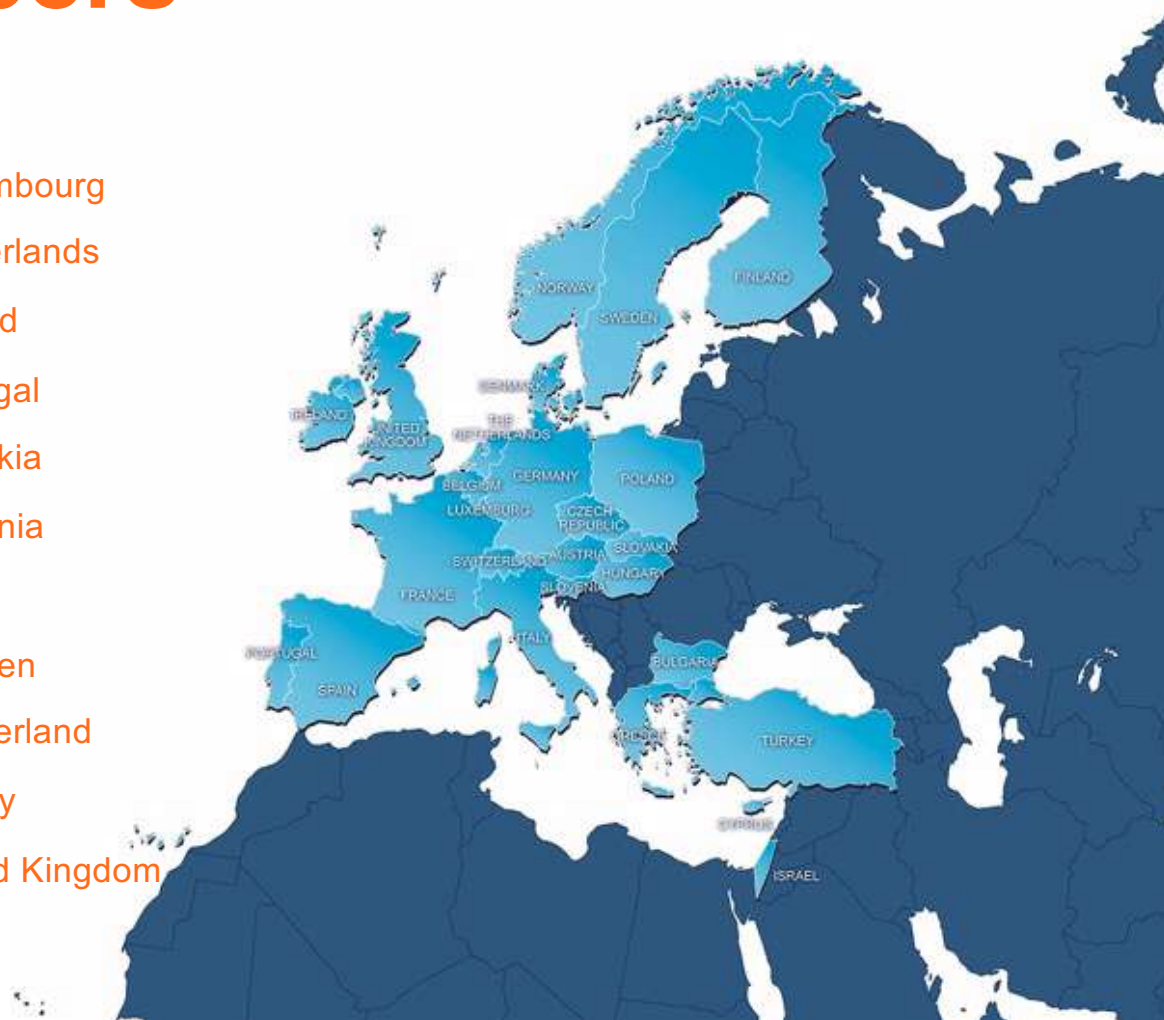 mbourg
erlands
d
gal
kia
nia
en
erland
y
d Kingdom
NORWAY
FINLAND
SWEDEN
DENMARK
IRELAND
UNITED
KINGDOM
THE
NETHERLANDS
GERMANY
POLAND
BELGIUM
LUXEMBURG
CZECH
REPUBLIC
SWITZERLAND
AUSTRIA
SLOVAKIA
HUNGARY
SLOVENIA
FRANCE
ITALY
PORTUGAL
SPAIN
BULGARIA
GREECE
TURKEY
CYPRUS
ISRAEL